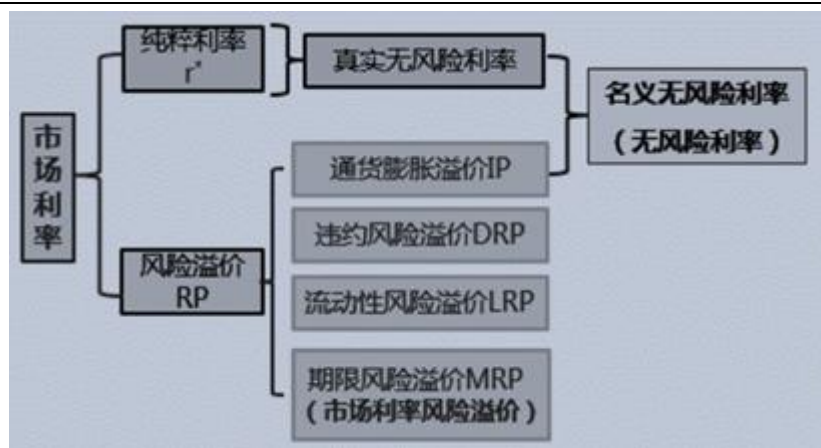 市场利率
纯粹利率
r*
真实无风险利率
名义无风险利率
（无风险利率）
风险溢价
RP
通货膨胀溢价IP
违约风险溢价DRP
流动性风险溢价LRP
期限风险溢价MRP
（市场利率风险溢价）